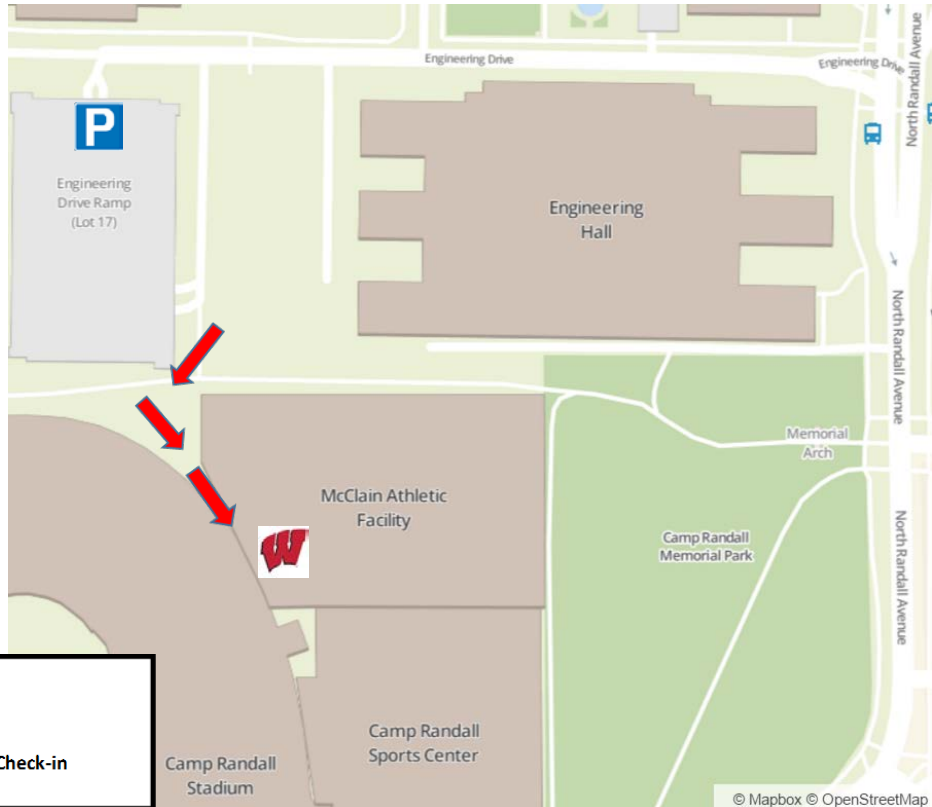 Engineering Drive
Engineering Drive
North Randall Avenue
P
Engineering
Drive Ramp
(Lot 17)
Engineering
Hall
North Randall Avenue
Memorial
Arch
McClain Athletic
Facility
W
Camp Randall
Memorial Park
North Randall Avenue
Check-in
Camp Randall
Stadium
Camp Randall
Sports Center
© Mapbox © OpenStreetMap